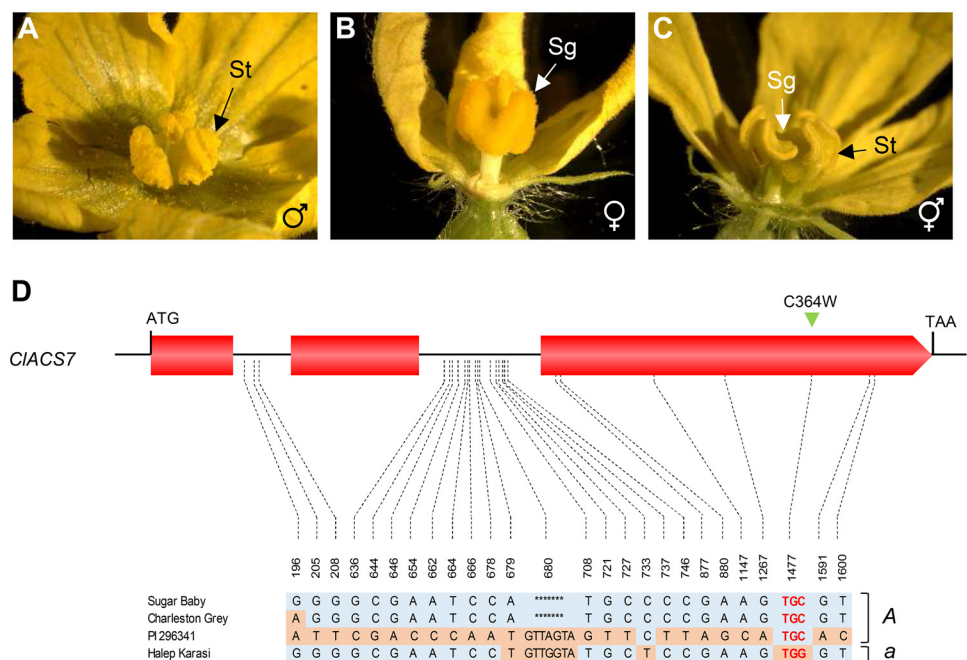 A
St
♂
B
Sg
♀
C
Sg
St
⚥
D
C364W
ATG
TAA
ClACS7
196 205 208 636 644 646 654 662 664 666 678 679 680 708 721 727 733 737 746 877 880 1147 1267 1477 1591 1600
Sugar Baby G G G G C G A A T C C A ******* T G C C C C G A A G TGC G T
Charleston Grey A G G G C G A A T C C A ******* T G C C C C G A A G TGC G T
PI 296341 A T T C G A C C C A A T GTTAGTA G T T C T T A G C A TGC A C
A
Halep Karasi G G G G C G A A T C C T GTTGGTA T G C T C C G A A G TGG G T
a